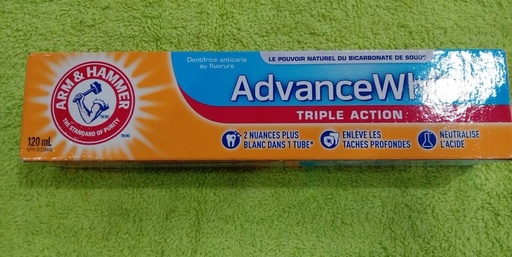 Dentifrice anticarie
au fluorure
LE POUVOIR NATUREL DU BICARBONATE DE SOUD
ARM & HAMMER
THE STANDARD OF PURITY
AdvanceWh
TRIPLE ACTION
120 mL
2 NUANCES PLUS
BLANC DANS 1 TUBE*
ENLÈVE LES
TACHES PROFONDES
NEUTRALISE
L'ACIDE